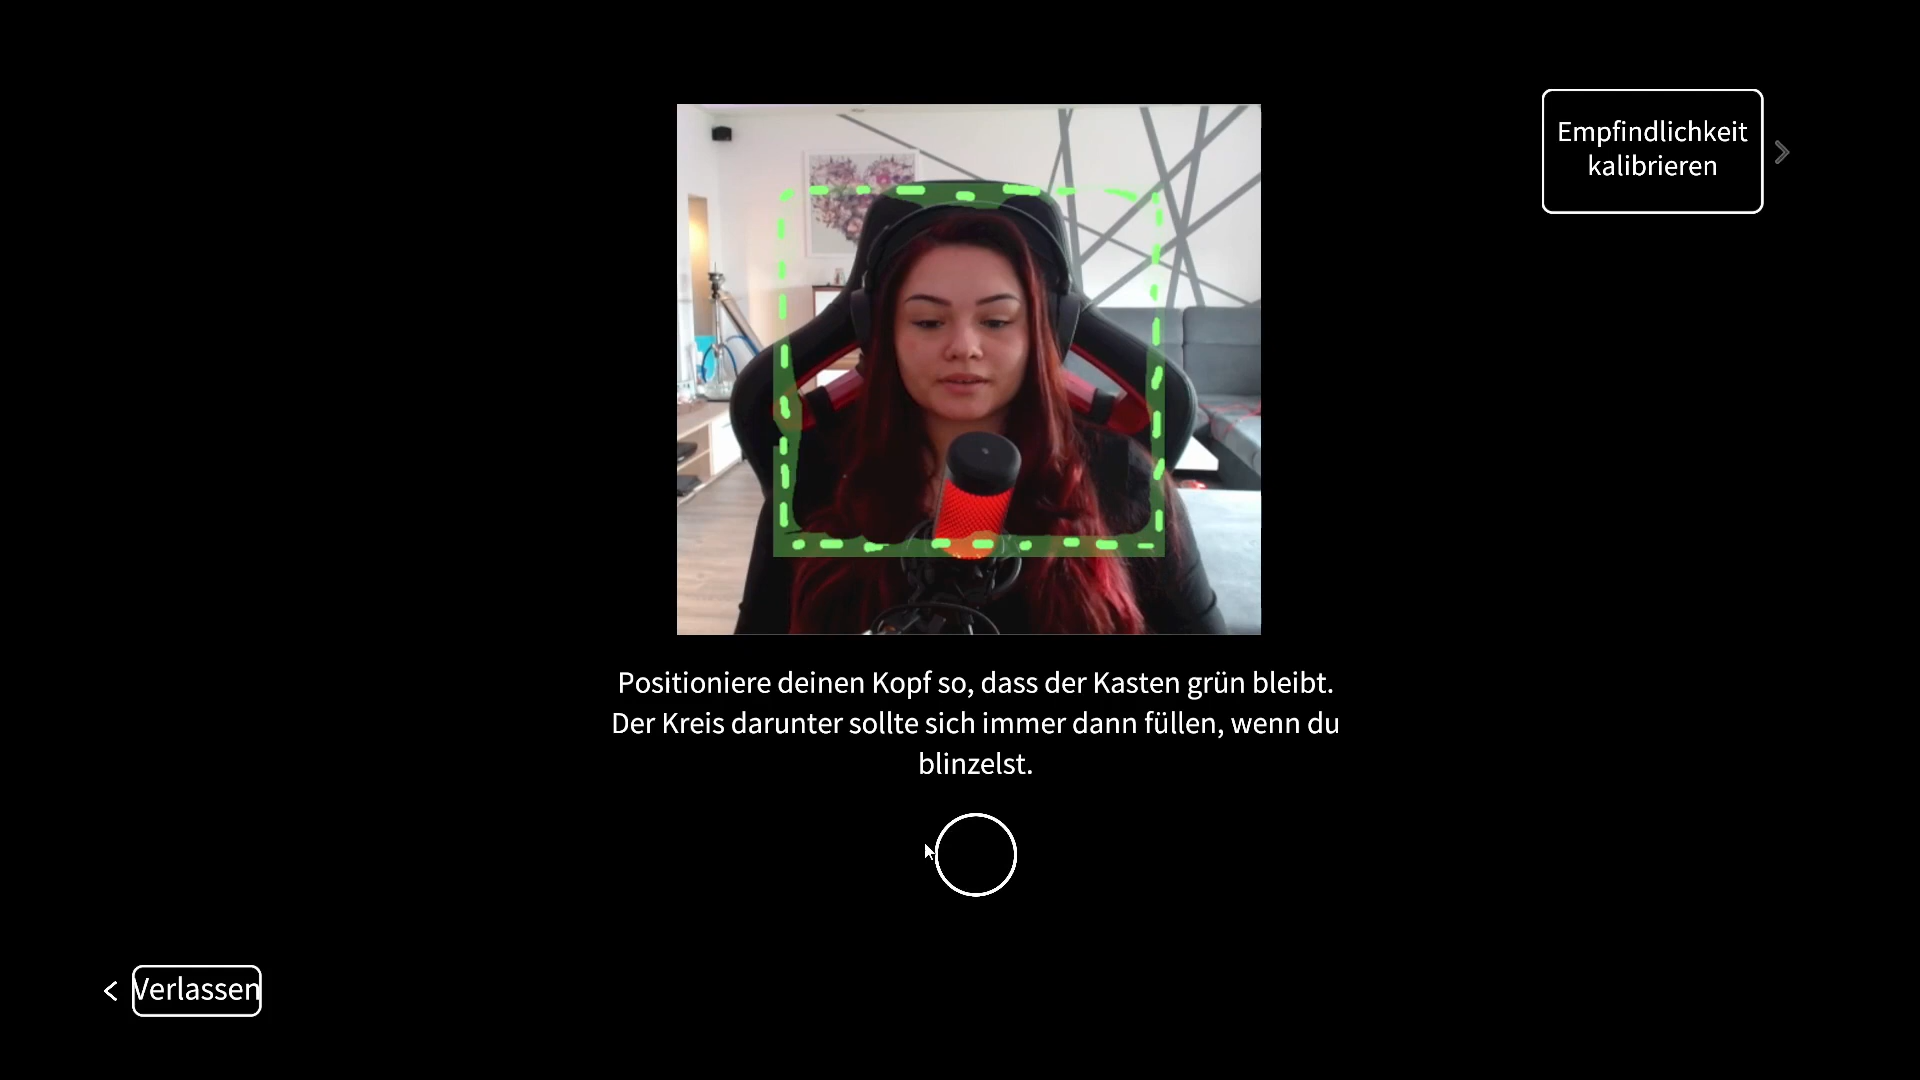 Empfindlichkeit
kalibrieren
Positioniere deinen Kopf so, dass der Kasten grün bleibt.
Der Kreis darunter sollte sich immer dann füllen, wenn du
blinzelst.
Verlassen